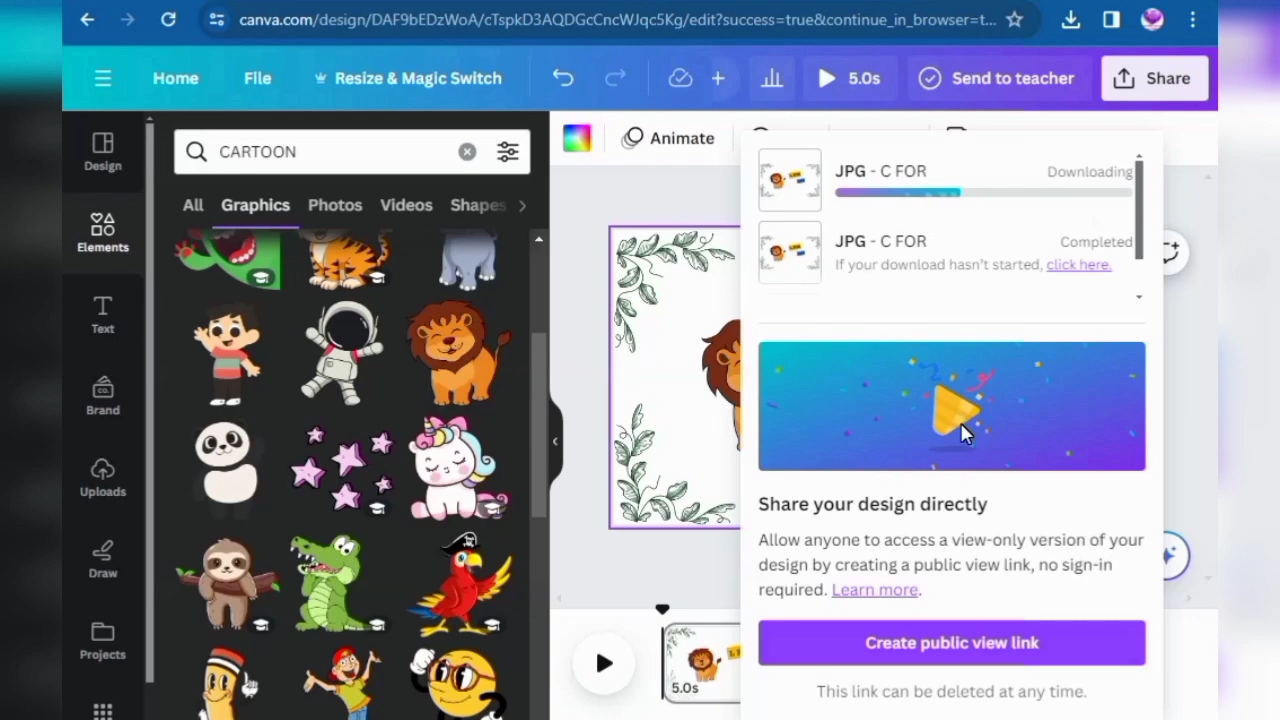 canva.com/design/DAF9bEDzWoA/cTspkD3AQDGcCncWJqc5Kg/edit?success=true&continue_in_browser=t...
Home File Resize & Magic Switch 5.0s Send to teacher Share
Design
Elements
Text
Brand
CO.
Uploads
Draw
Projects
CARTOON
All Graphics Photos Videos Shapes
Animate
JPG - C FOR Downloading
JPG - C FOR Completed
If your download hasn't started, click here.
Share your design directly
Allow anyone to access a view-only version of your
design by creating a public view link, no sign-in
required. Learn more.
Create public view link
This link can be deleted at any time.
5.0s